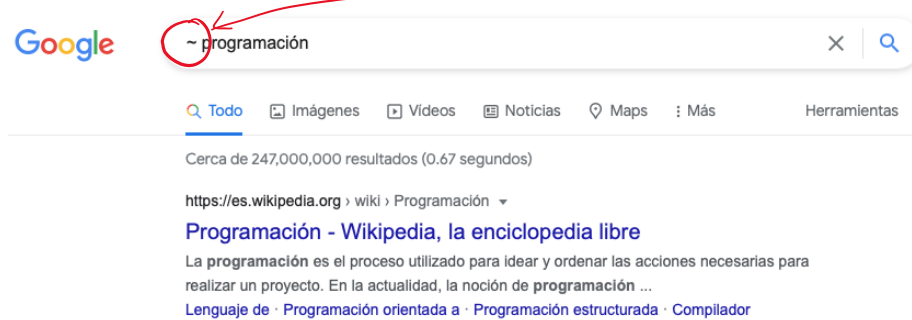 Google
~ programación
Todo Imágenes Vídeos Noticias Maps Más Herramientas
Cerca de 247,000,000 resultados (0.67 segundos)
https://es.wikipedia.org › wiki › Programación
Programación - Wikipedia, la enciclopedia libre
La programación es el proceso utilizado para idear y ordenar las acciones necesarias para
realizar un proyecto. En la actualidad, la noción de programación ...
Lenguaje de · Programación orientada a · Programación estructurada · Compilador